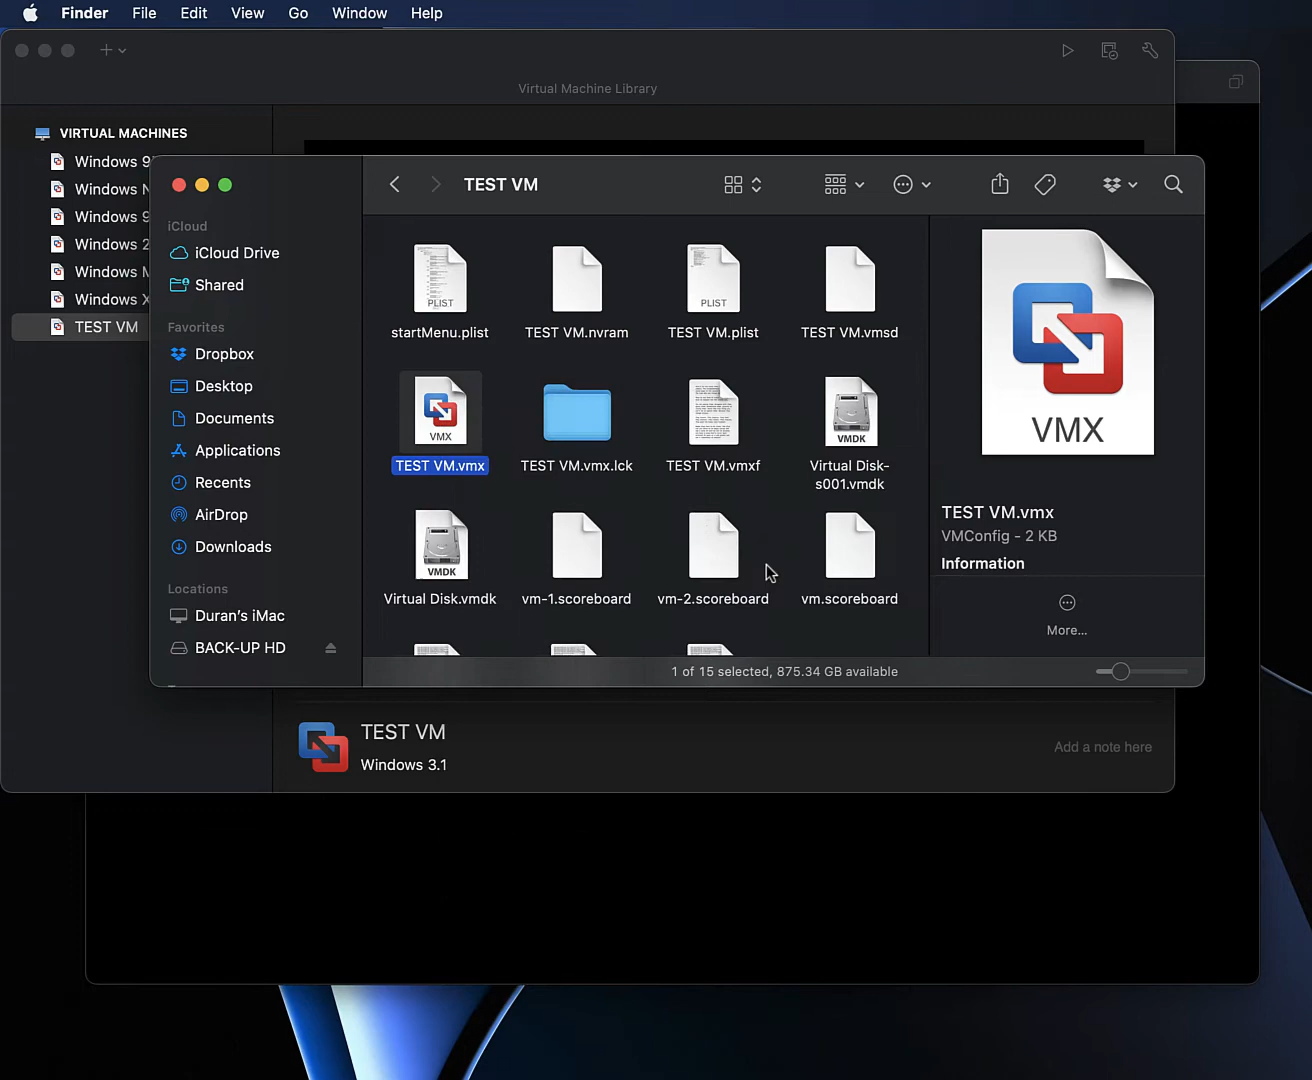 Finder File Edit View Go Window Help
Virtual Machine Library
VIRTUAL MACHINES
Windows 9
Windows
Windows 9
Windows 2
Windows
Windows X
TEST VM
TEST VM
iCloud
iCloud Drive
Shared
Favorites
Dropbox
Desktop
Documents
Applications
Recents
AirDrop
Downloads
Locations
Duran's iMac
BACK-UP HD
PLIST
PLIST
startMenu.plist TEST VM.nvram TEST VM.plist TEST VM.vmsd
VMX
VMDK
TEST VM.vmx TEST VM.vmx.lck TEST VM.vmxf Virtual Disk-
s001.vmdk
VMDK
Virtual Disk.vmdk vm-1.scoreboard vm-2.scoreboard vm.scoreboard
1 of 15 selected, 875.34 GB available
VMX
TEST VM.vmx
VMConfig - 2 KB
Information
More...
TEST VM
Windows 3.1
Add a note here